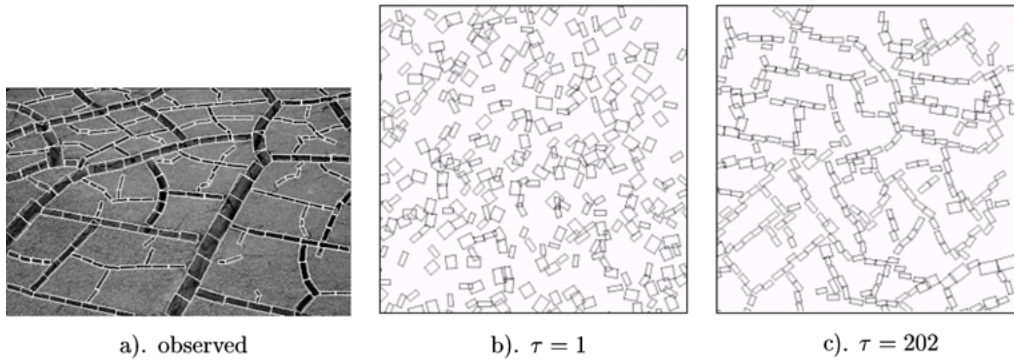 a). observed
b). τ = 1
c). τ = 202